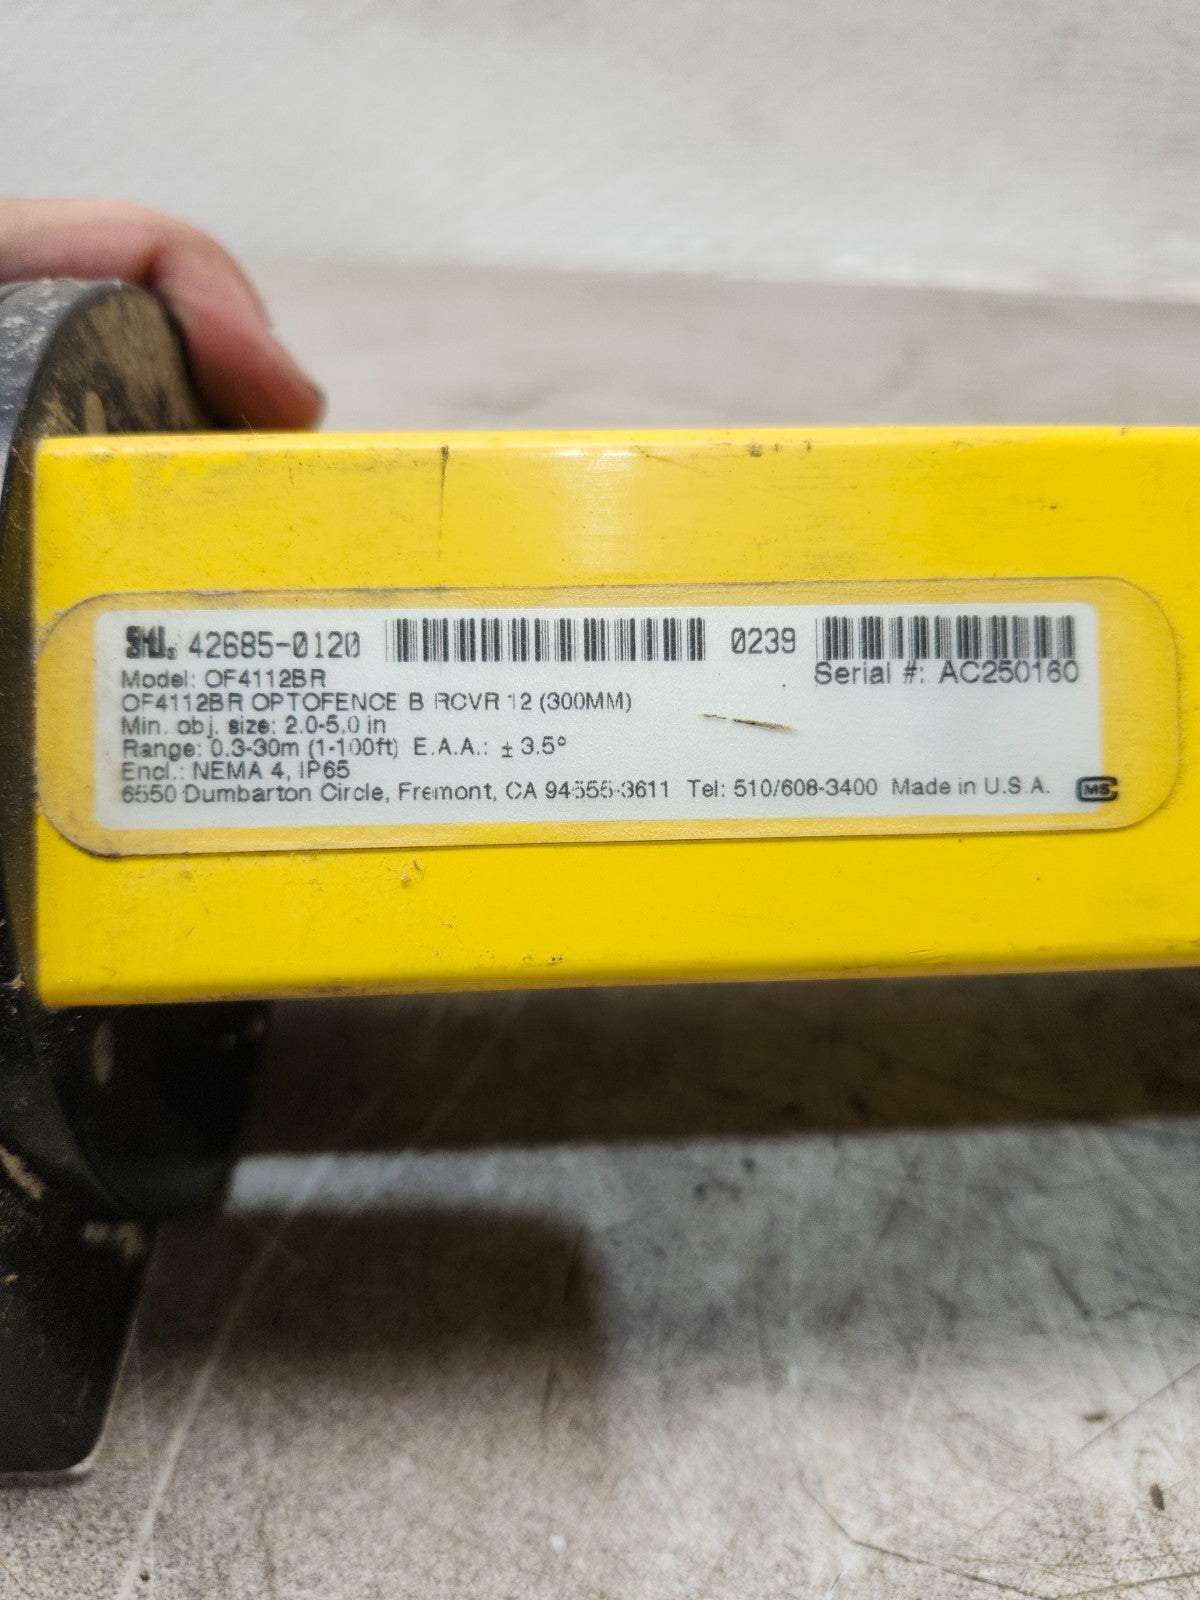 42685-0120 0239
Serial #: AC250160
Model: OF4112BR
OF4112BR OPTOFENCE B RCVR 12 (300MM)
Min. obj. size: 2.0-5.0 in
Range: 0.3-30m (1-100ft) E.A.A.: ± 3.5°
Encl.: NEMA 4, IP65
6550 Dumbarton Circle, Fremont, CA 94555-3611 Tel: 510/608-3400 Made in U.S.A.
MS